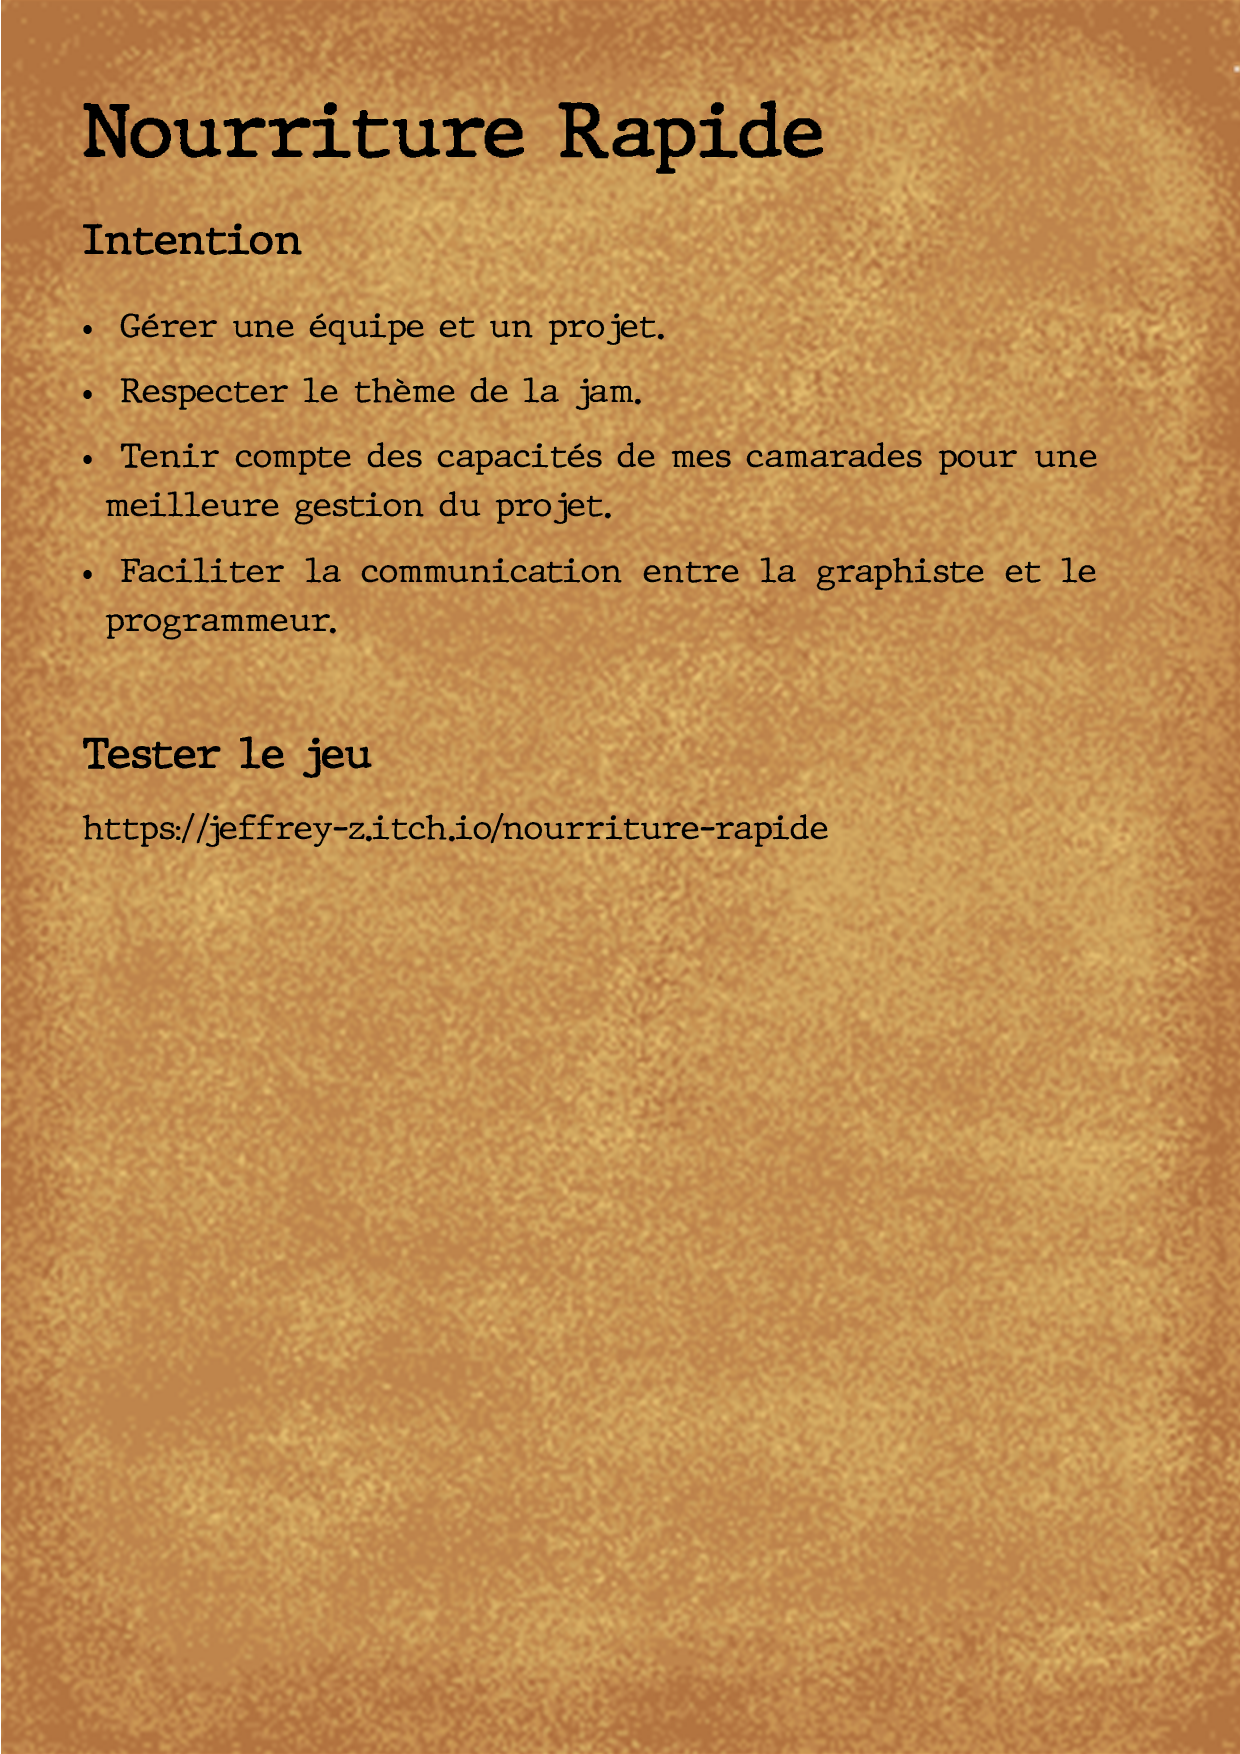 Nourriture Rapide
Intention
• Gérer une équipe et un projet.
• Respecter le thème de la jam.
• Tenir compte des capacités de mes camarades pour une
meilleure gestion du projet.
• Faciliter la communication entre la graphiste et le
programmeur.
Tester le jeu
https://jeffrey-z.itch.io/nourriture-rapide